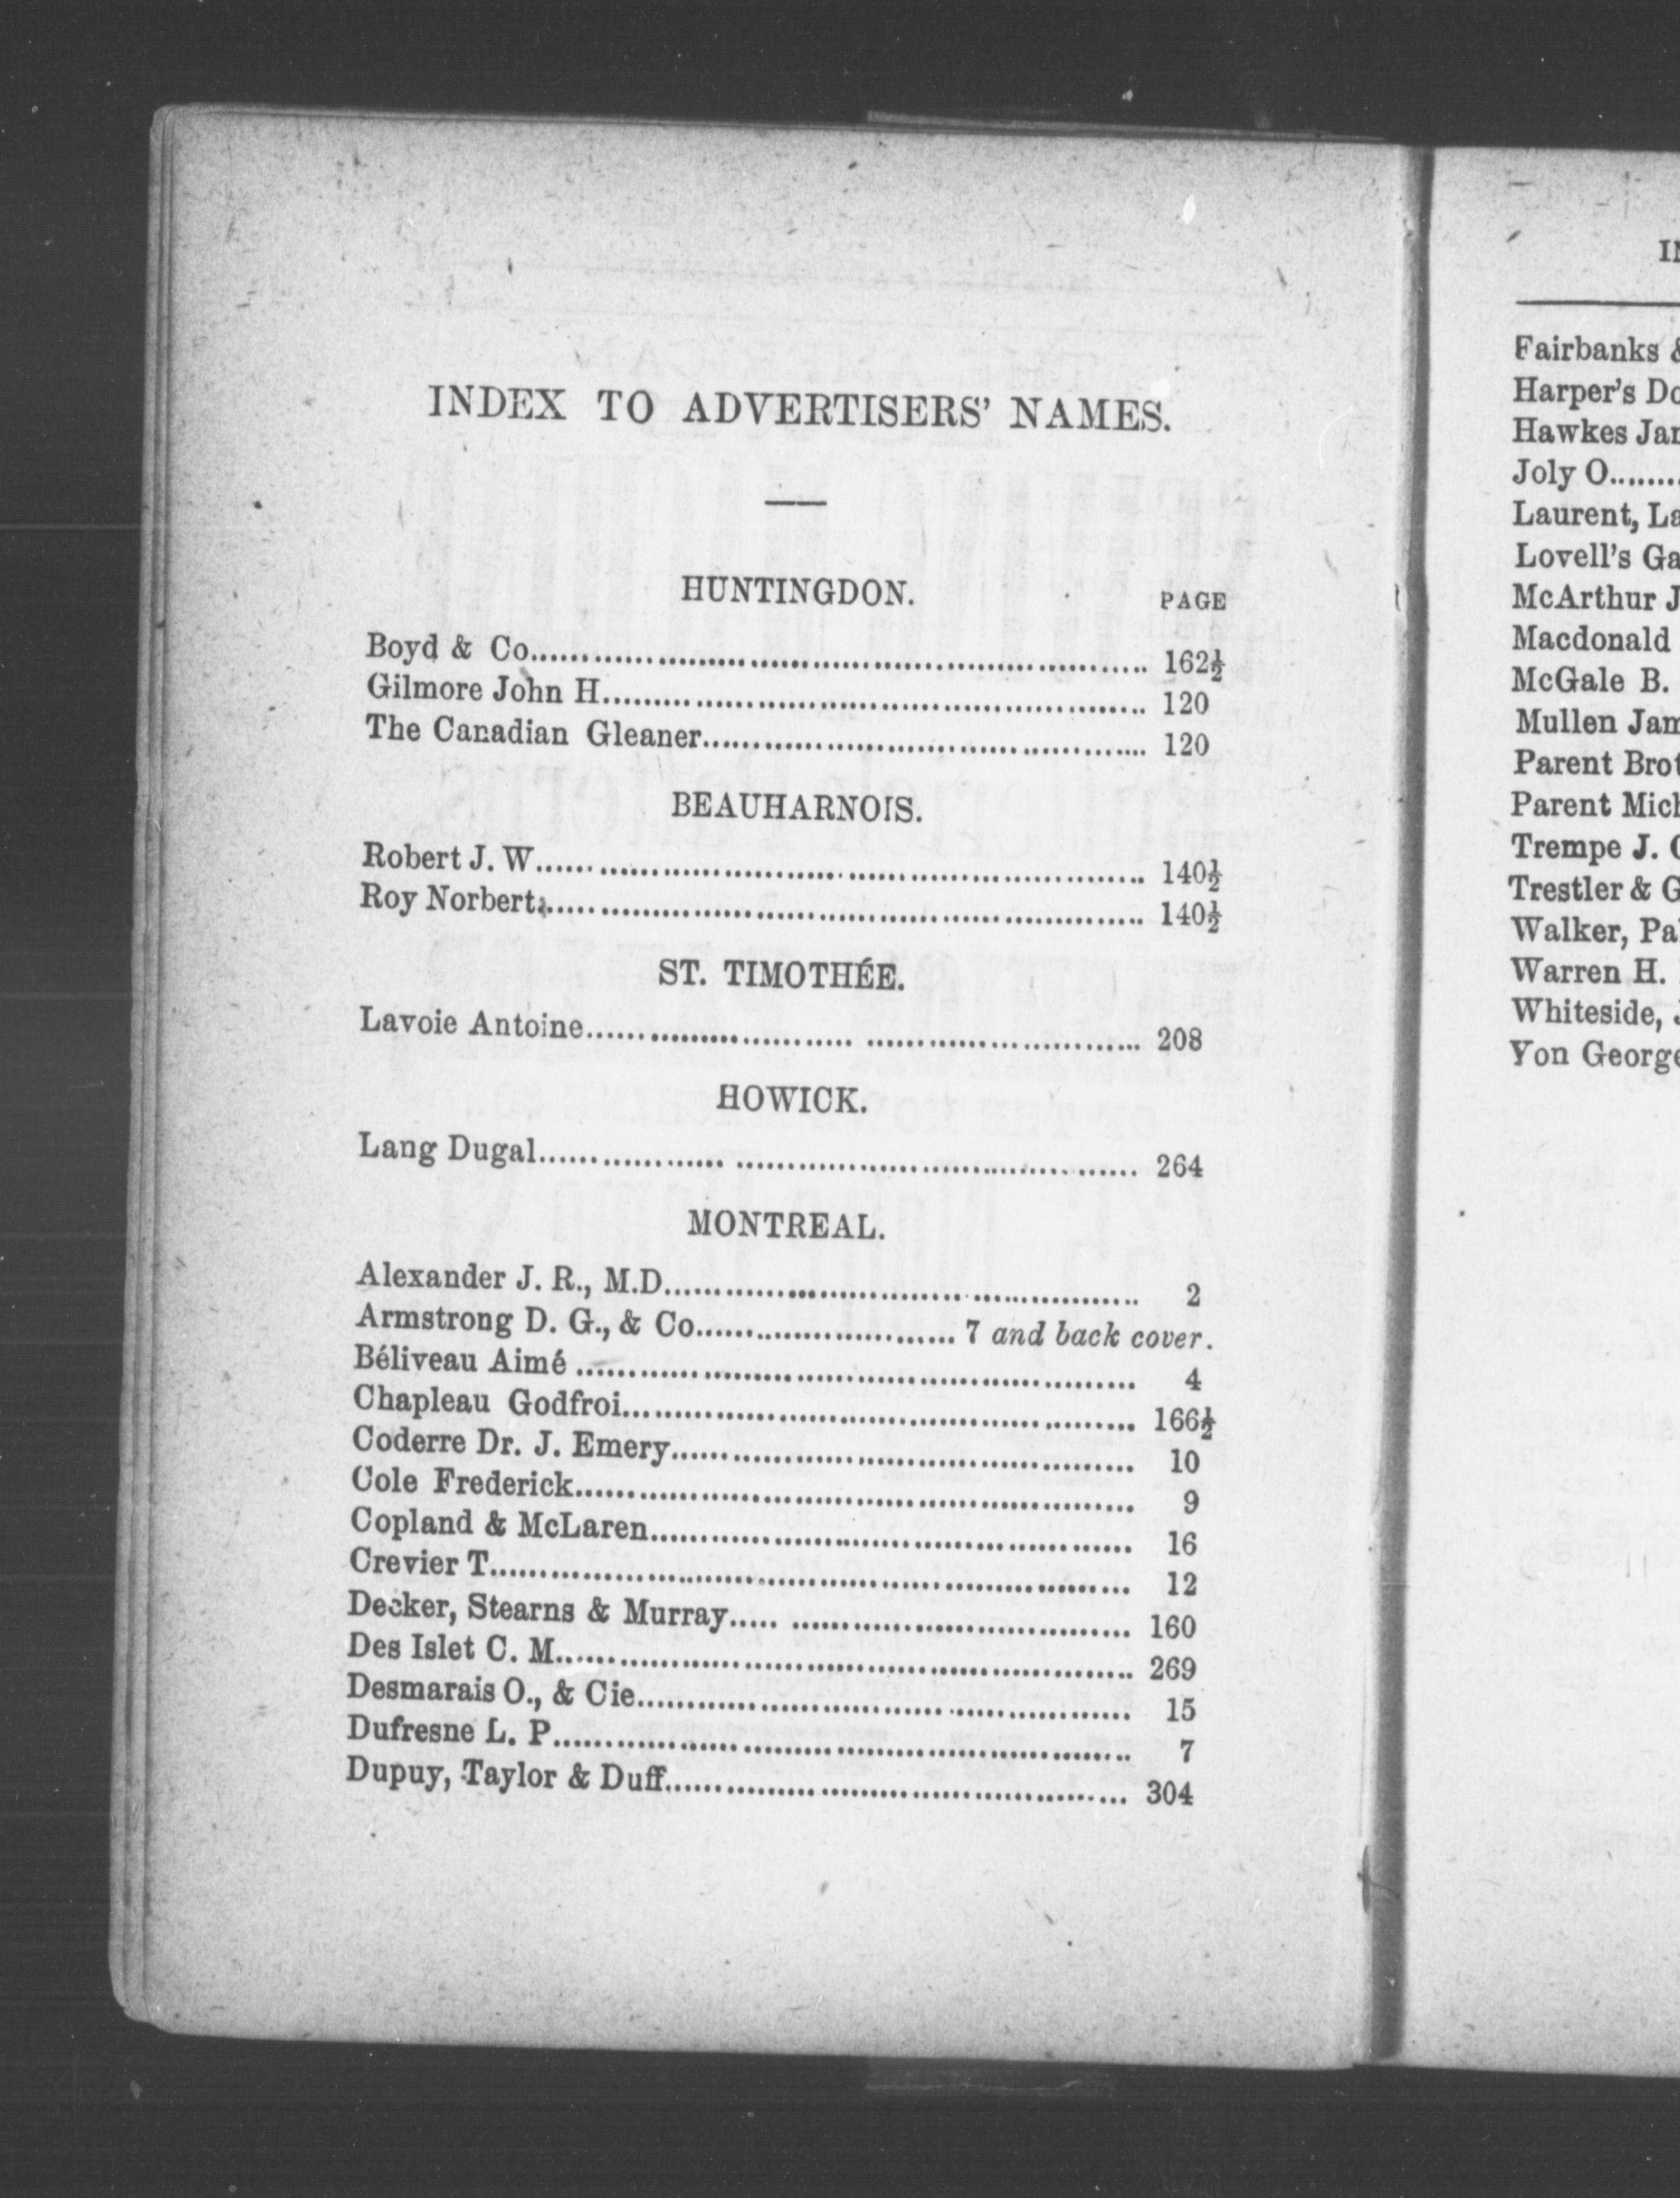 INDEX TO ADVERTISERS' NAMES.
HUNTINGDON. PAGE
Boyd & Co........ 162½
Gilmore John H........ 120
The Canadian Gleaner........ 120
BEAUHARNOIS.
Robert J. W........ 140½
Roy Norbert........ 140½
ST. TIMOTHÉE.
Lavoie Antoine........ 208
HOWICK.
Lang Dugal........ 264
MONTREAL.
Alexander J. R., M.D........ 2
Armstrong D. G., & Co........ 7 and back cover.
Béliveau Aimé ........ 4
Chapleau Godfroi........ 166½
Coderre Dr. J. Emery........ 10
Cole Frederick........ 9
Copland & McLaren........ 16
Crevier T........ 12
Decker, Stearns & Murray........ 160
Des Islet C. M........ 269
Desmarais O., & Cie........ 15
Dufresne L. P........ 7
Dupuy, Taylor & Duff........ 304
Fairbanks &
Harper's
Hawkes
Joly O........
Laurent,
Lovell's
McArthur
Macdonald
McGale B.
Mullen
Parent
Parent
Trempe J.
Trestler &
Walker,
Warren H.
Whiteside,
Yon